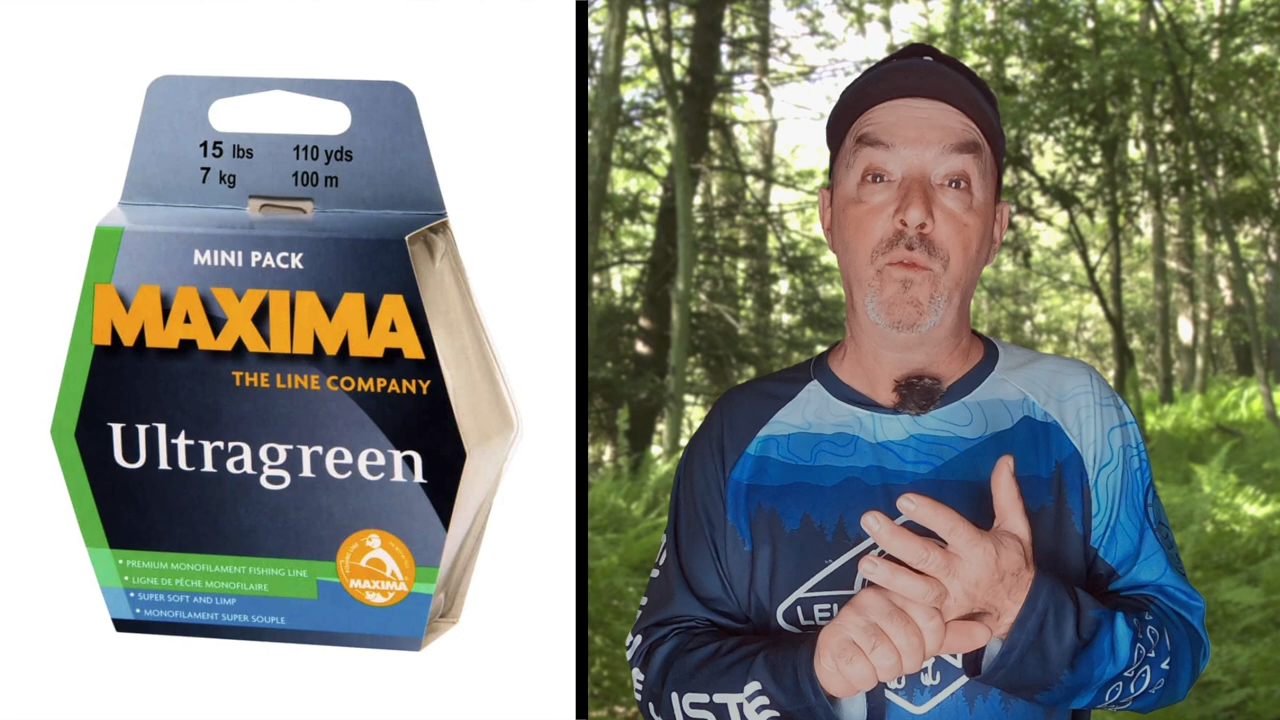 15 lbs 110 yds
7 kg 100 m
MINI PACK
MAXIMA
THE LINE COMPANY
Ultragreen
PREMIUM MONOFILAMENT FISHING LINE
LIGNE DE PÊCHE MONOFILAIRE
SUPER SOFT AND LIMP
MONOFILAMENT SUPER SOUPLE
MAXIMA